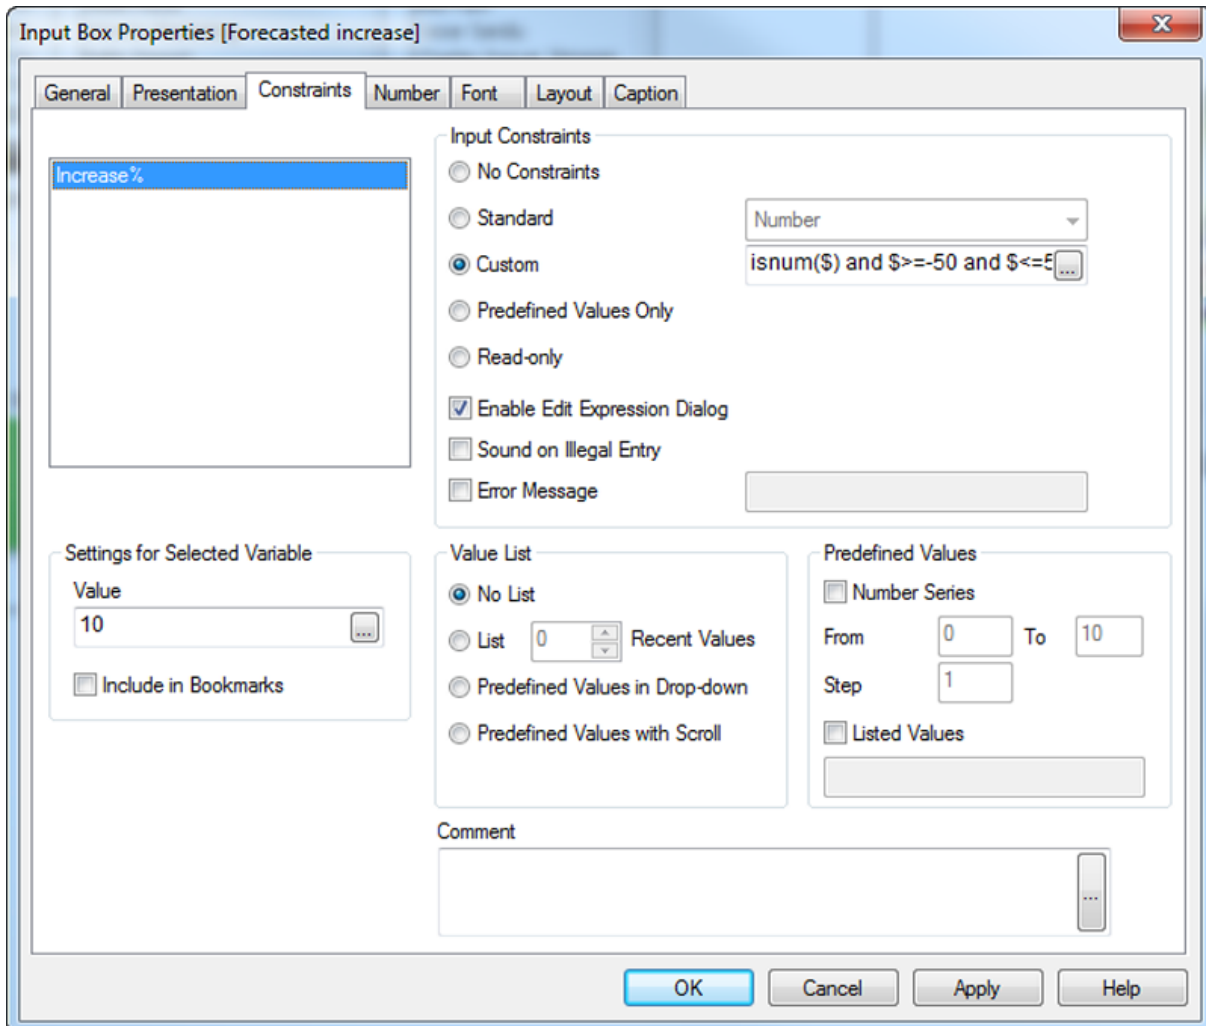 Input Box Properties [Forecasted increase]
General Presentation Constraints Number Font Layout Caption
Increase%
Input Constraints
No Constraints
Standard Number
Custom isnum($) and $>=-50 and $<=5 ...
Predefined Values Only
Read-only
Enable Edit Expression Dialog
Sound on Illegal Entry
Error Message
Settings for Selected Variable
Value
10 ...
Include in Bookmarks
Value List
No List
List 0 Recent Values
Predefined Values in Drop-down
Predefined Values with Scroll
Predefined Values
Number Series
From 0 To 10
Step 1
Listed Values
Comment
...
OK Cancel Apply Help